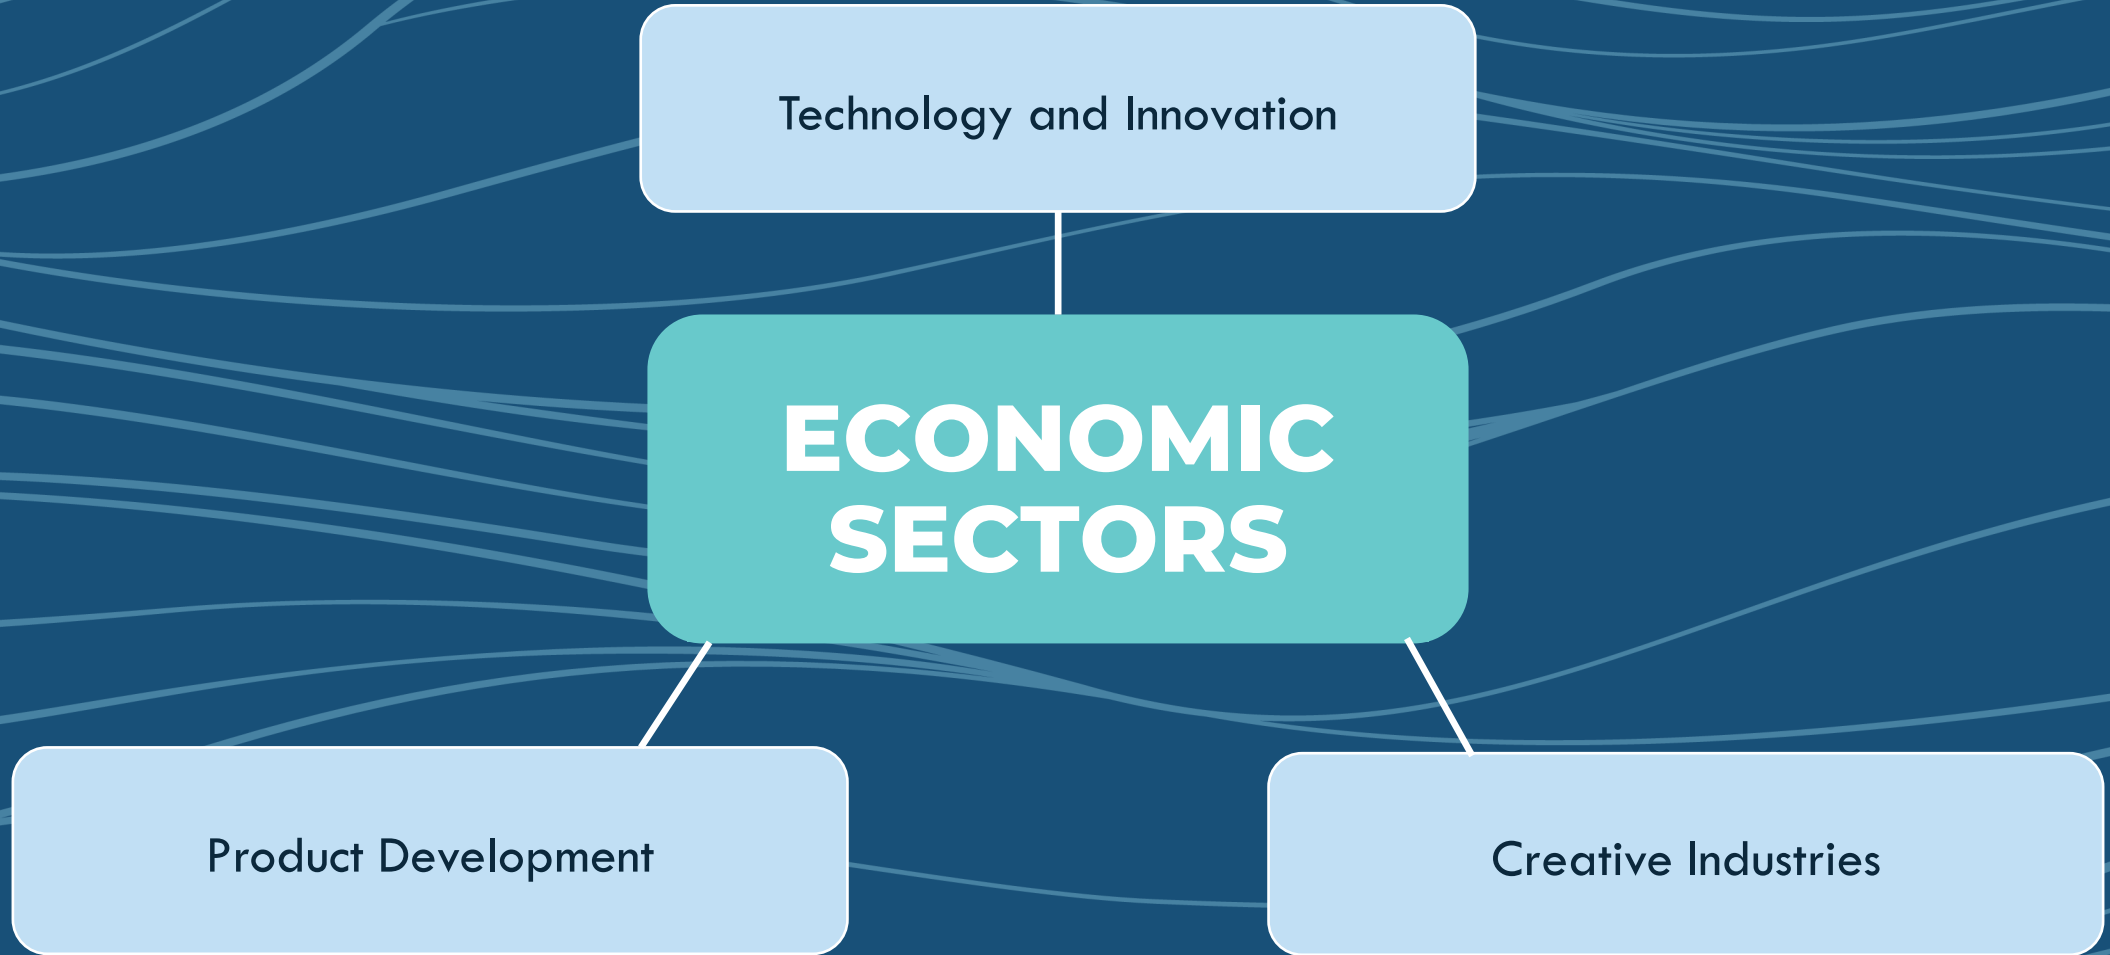 Technology and Innovation
ECONOMIC
SECTORS
Product Development
Creative Industries